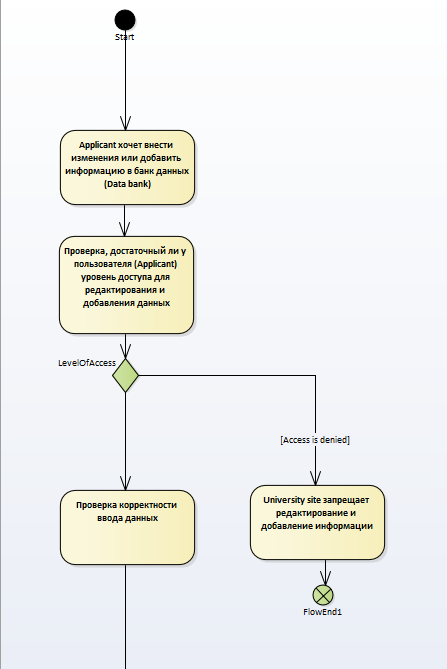 Start
Applicant хочет внести
изменения или добавить
информацию в банк данных
(Data bank)
Проверка, достаточный ли у
пользователя (Applicant)
уровень доступа для
редактирования и
добавления данных
LevelOfAccess
[Access is denied]
Проверка корректности
ввода данных
University site запрещает
редактирование и
добавление информации
FlowEnd1